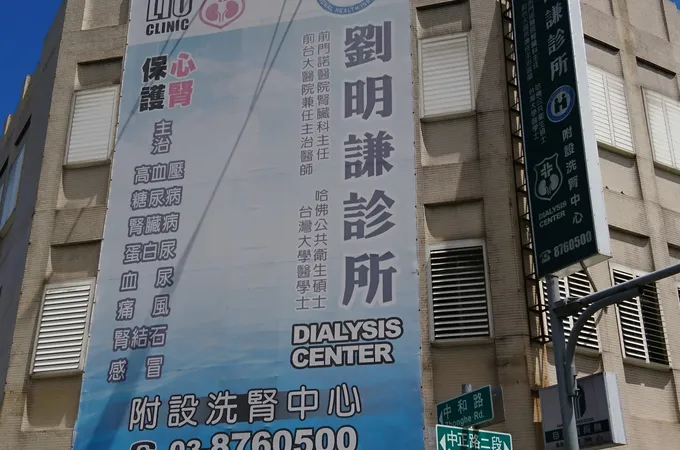 LIU
CLINIC
保心
護腎
主治
高血壓
糖尿病
腎臟病
蛋白尿
血尿
痛風
腎結石
感冒
劉明謙診所
前門諾醫院腎臟科主任
前台大醫院兼任主治醫師
哈佛公共衛生碩士
台灣大學醫學士
DIALYSIS
CENTER
附設洗腎中心
03-8760500
明謙診所
附設洗腎中心
DIALYSIS
CENTER
8760500
中和路
Zhonghe Rd.
中正路二段